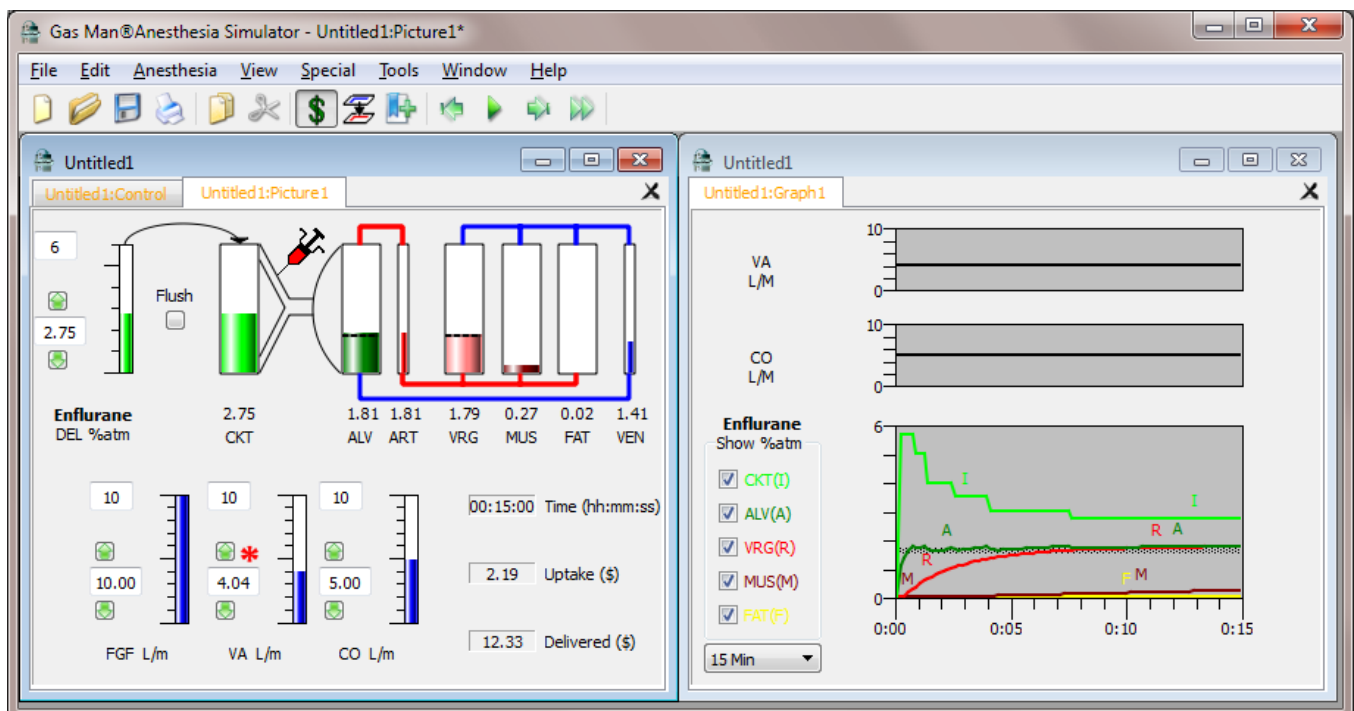 Gas Man®Anesthesia Simulator - Untitled1:Picture1*
File Edit Anesthesia View Special Tools Window Help
$
Untitled1
Untitled1:Control Untitled1:Picture1
6
Flush
2.75
Enflurane
DEL %atm
2.75 1.81 1.81 1.79 0.27 0.02 1.41
CKT ALV ART VRG MUS FAT VEN
10 10 10
00:15:00 Time (hh:mm:ss)
*
10.00 4.04 5.00
2.19 Uptake ($)
12.33 Delivered ($)
FGF L/m VA L/m CO L/m
Untitled1
Untitled1:Graph1
10
VA
L/M
0
10
CO
L/M
0
Enflurane
Show %atm
CKT(I)
ALV(A)
VRG(R)
MUS(M)
FAT(F)
15 Min
6
I I
A R A
R
M F M
0
0:00 0:05 0:10 0:15